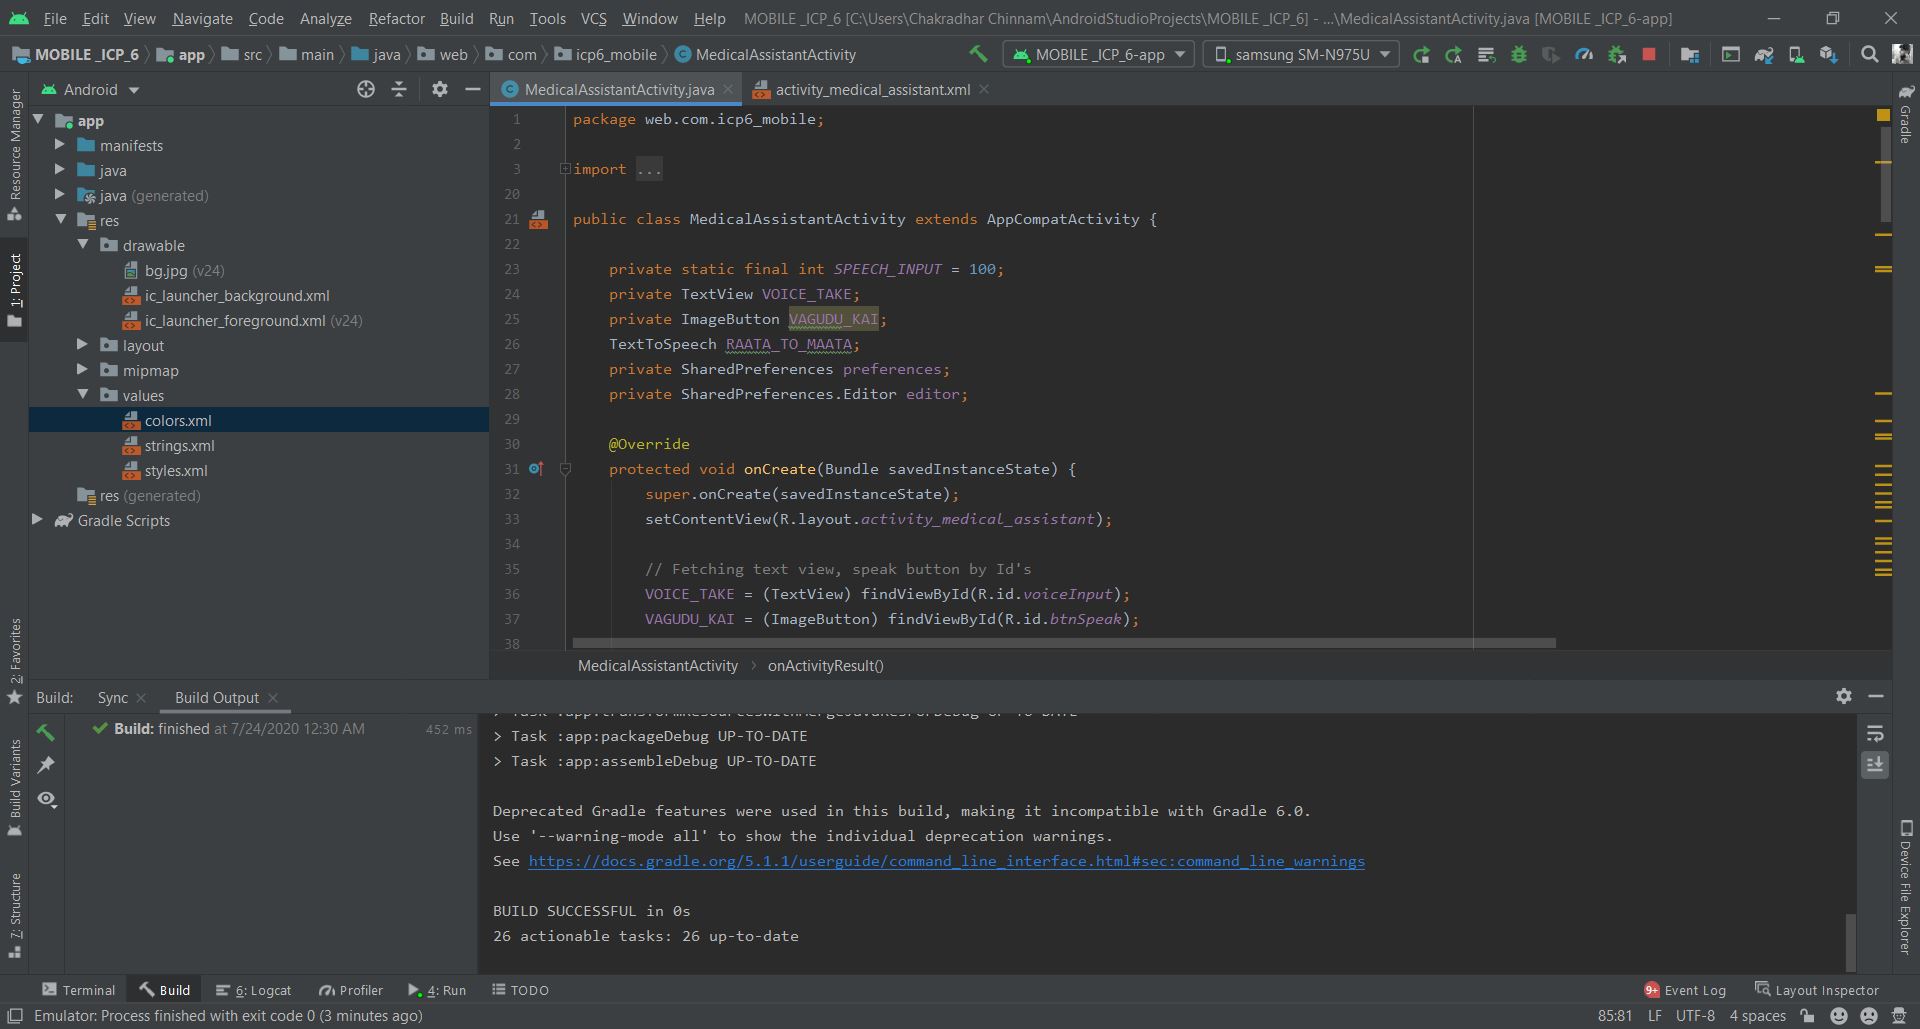 File Edit View Navigate Code Analyze Refactor Build Run Tools VCS Window Help MOBILE _ICP_6 [C:\Users\Chakradhar Chinnam\AndroidStudioProjects\MOBILE _ICP_6] - ...\MedicalAssistantActivity.java [MOBILE _ICP_6-app]
MOBILE _ICP_6 app src main java web com icp6_mobile MedicalAssistantActivity MOBILE _ICP_6-app samsung SM-N975U
Android
MedicalAssistantActivity.java activity_medical_assistant.xml
Resource Manager
1: Project
2: Favorites
Build Variants
7: Structure
app
manifests
java
java (generated)
res
drawable
bg.jpg (v24)
ic_launcher_background.xml
ic_launcher_foreground.xml (v24)
layout
mipmap
values
colors.xml
strings.xml
styles.xml
res (generated)
Gradle Scripts
1 package web.com.icp6_mobile;
2
3 import ...
20
21 public class MedicalAssistantActivity extends AppCompatActivity {
22
23 private static final int SPEECH_INPUT = 100;
24 private TextView VOICE_TAKE;
25 private ImageButton VAGUDU_KAI;
26 TextToSpeech RAATA_TO_MAATA;
27 private SharedPreferences preferences;
28 private SharedPreferences.Editor editor;
29
30 @Override
31 protected void onCreate(Bundle savedInstanceState) {
32 super.onCreate(savedInstanceState);
33 setContentView(R.layout.activity_medical_assistant);
34
35 // Fetching text view, speak button by Id's
36 VOICE_TAKE = (TextView) findViewById(R.id.voiceInput);
37 VAGUDU_KAI = (ImageButton) findViewById(R.id.btnSpeak);
38
MedicalAssistantActivity › onActivityResult()
Gradle
Device File Explorer
Build: Sync Build Output
Build: finished at 7/24/2020 12:30 AM 452 ms
> Task :app:packageDebug UP-TO-DATE
> Task :app:assembleDebug UP-TO-DATE
Deprecated Gradle features were used in this build, making it incompatible with Gradle 6.0.
Use '--warning-mode all' to show the individual deprecation warnings.
See https://docs.gradle.org/5.1.1/userguide/command_line_interface.html#sec:command_line_warnings
BUILD SUCCESSFUL in 0s
26 actionable tasks: 26 up-to-date
Terminal Build 6: Logcat Profiler 4: Run TODO 9+ Event Log Layout Inspector
Emulator: Process finished with exit code 0 (3 minutes ago) 85:81 LF UTF-8 4 spaces